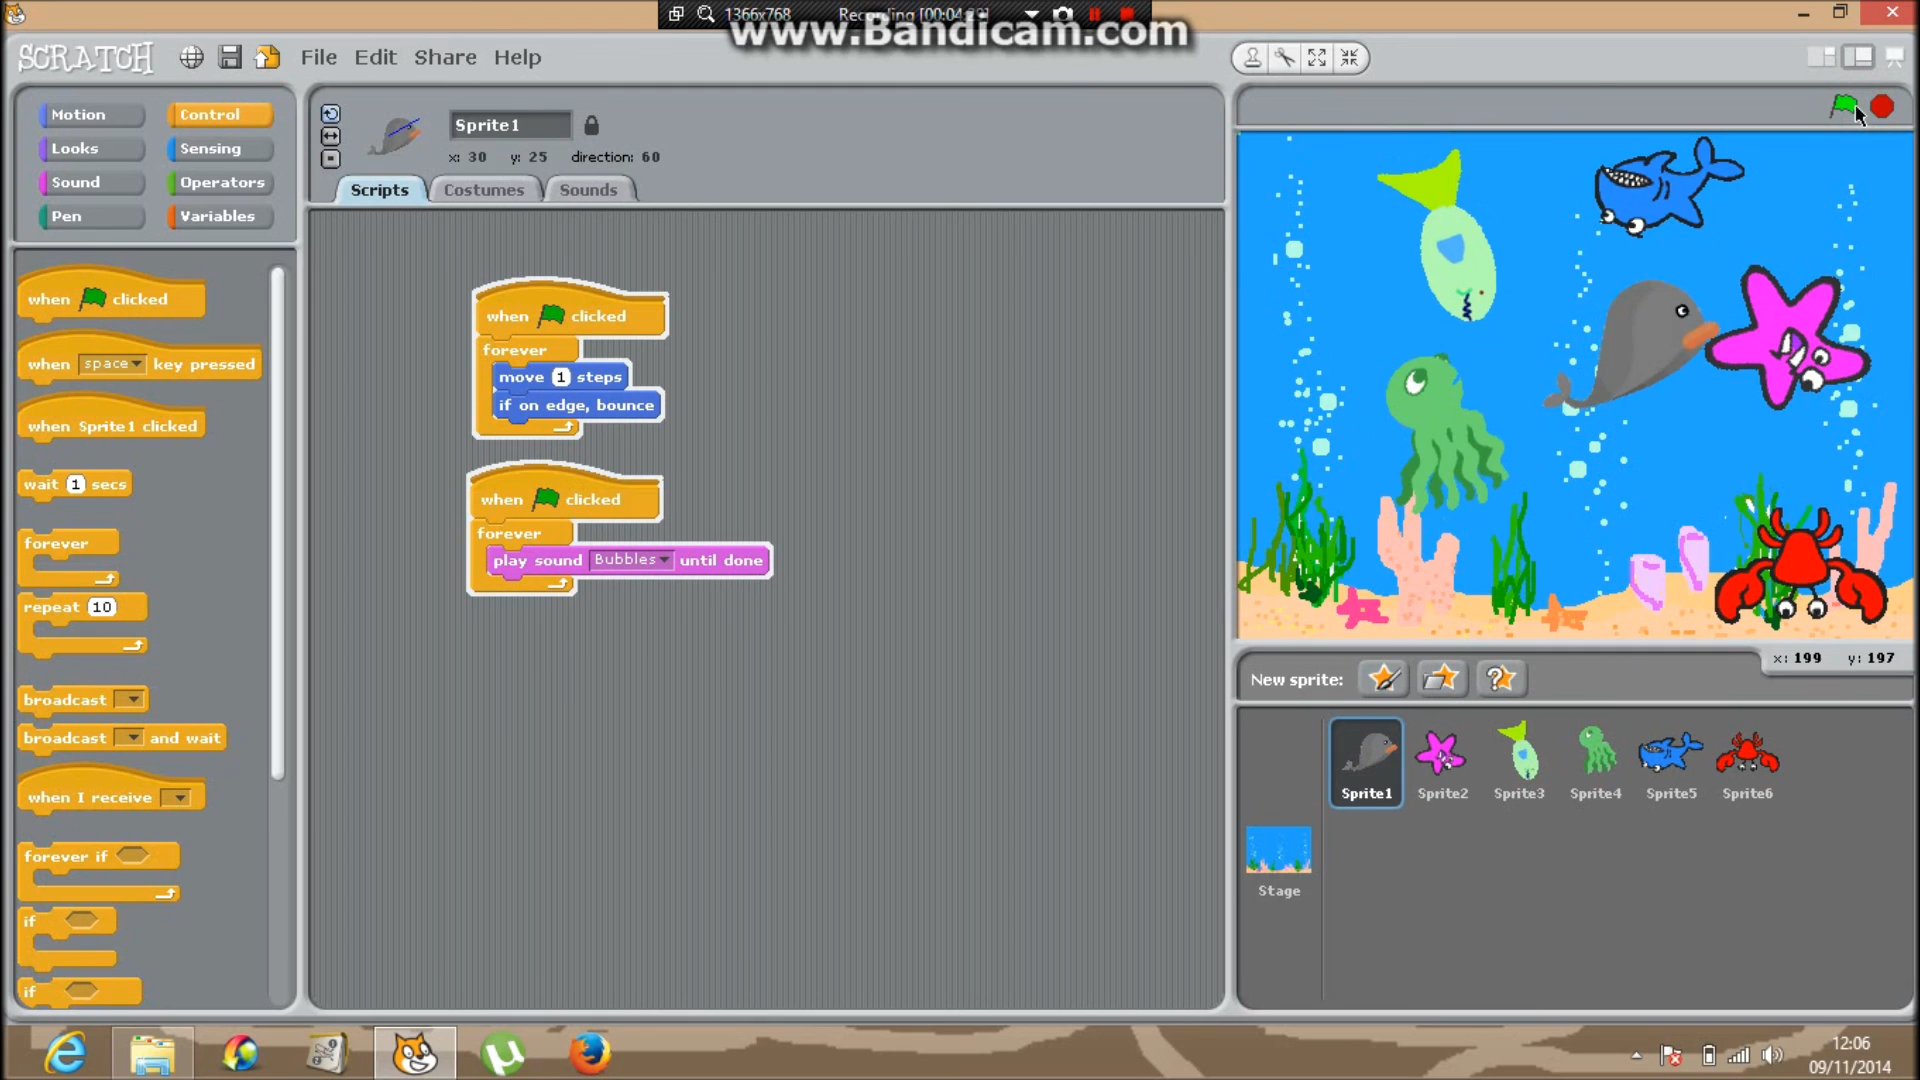 1366x768 Recording [00:04:29]
www.Bandicam.com
SCRATCH File Edit Share Help
Motion Control
Looks Sensing
Sound Operators
Pen Variables
Sprite1
x: 30 y: 25 direction: 60
Scripts Costumes Sounds
when clicked
when space key pressed
when Sprite1 clicked
wait 1 secs
forever
repeat 10
broadcast
broadcast and wait
when I receive
forever if
if
if
when clicked
forever
move 1 steps
if on edge, bounce
when clicked
forever
play sound Bubbles until done
x: 199 y: 197
New sprite:
Sprite1 Sprite2 Sprite3 Sprite4 Sprite5 Sprite6
Stage
12:06
09/11/2014